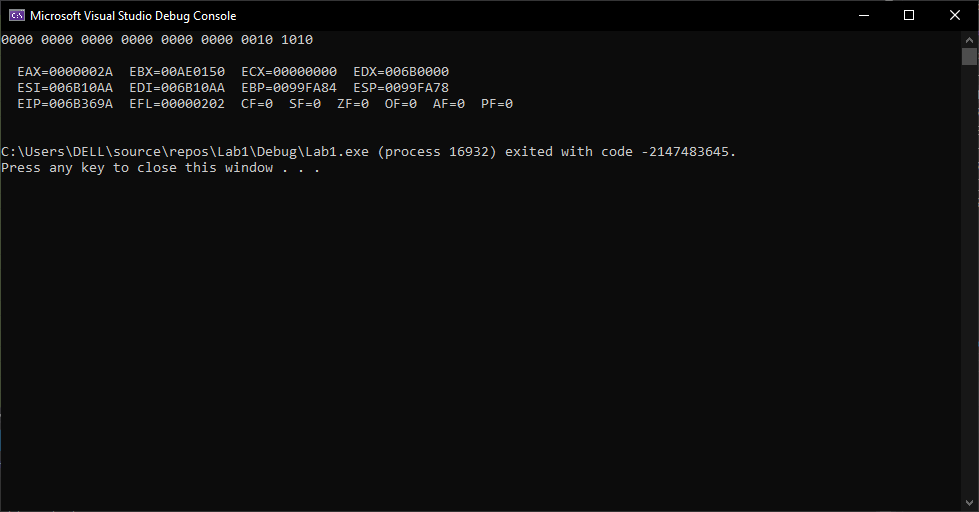 Microsoft Visual Studio Debug Console
0000 0000 0000 0000 0000 0000 0010 1010
EAX=0000002A  EBX=00AE0150  ECX=00000000  EDX=006B0000
ESI=006B10AA  EDI=006B10AA  EBP=0099FA84  ESP=0099FA78
EIP=006B369A  EFL=00000202  CF=0  SF=0  ZF=0  OF=0  AF=0  PF=0
C:\Users\DELL\source\repos\Lab1\Debug\Lab1.exe (process 16932) exited with code -2147483645.
Press any key to close this window . . .